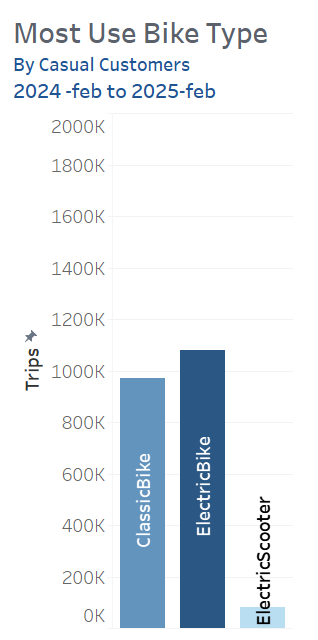 Most Use Bike Type
By Casual Customers
2024 -feb to 2025-feb
2000K
1800K
1600K
1400K
1200K
1000K
800K
600K
400K
200K
0K
Trips
ClassicBike
ElectricBike
ElectricScooter